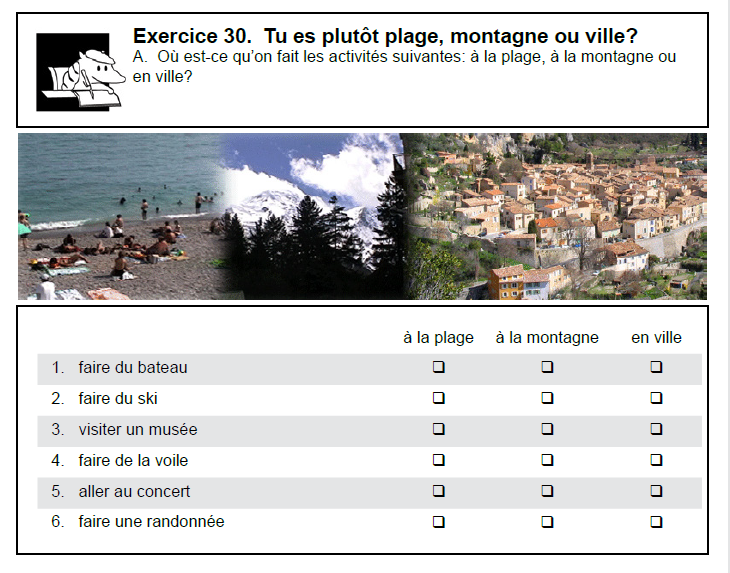 Exercice 30.  Tu es plutôt plage, montagne ou ville?
A.  Où est-ce qu'on fait les activités suivantes: à la plage, à la montagne ou
en ville?
à la plage à la montagne en ville
1. faire du bateau ❑ ❑ ❑
2. faire du ski ❑ ❑ ❑
3. visiter un musée ❑ ❑ ❑
4. faire de la voile ❑ ❑ ❑
5. aller au concert ❑ ❑ ❑
6. faire une randonnée ❑ ❑ ❑